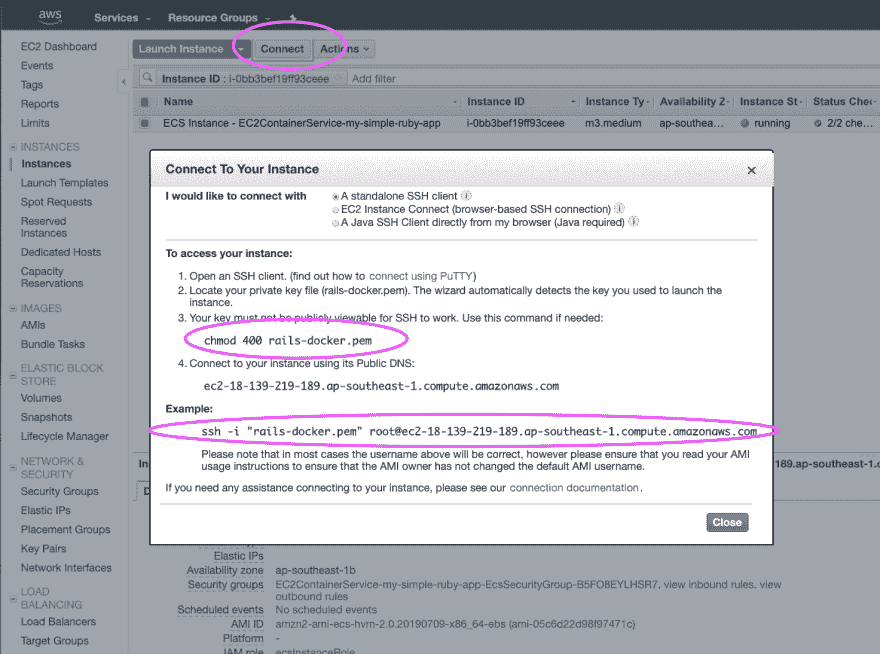 aws
Services
Resource Groups
EC2 Dashboard
Events
Tags
Reports
Limits
INSTANCES
Instances
Launch Templates
Spot Requests
Reserved
Instances
Dedicated Hosts
Capacity
Reservations
IMAGES
AMIs
Bundle Tasks
ELASTIC BLOCK
STORE
Volumes
Snapshots
Lifecycle Manager
NETWORK &
SECURITY
Security Groups
Elastic IPs
Placement Groups
Key Pairs
Network Interfaces
LOAD
BALANCING
Load Balancers
Target Groups
Launch Instance Connect Actions
Instance ID : i-0bb3bef19ff93ceee Add filter
Name Instance ID Instance Ty Availability Z Instance St Status Chec
ECS Instance - EC2ContainerService-my-simple-ruby-app i-0bb3bef19ff93ceee m3.medium ap-southea... running 2/2 che...
Connect To Your Instance
I would like to connect with
A standalone SSH client
EC2 Instance Connect (browser-based SSH connection)
A Java SSH Client directly from my browser (Java required)
To access your instance:
1. Open an SSH client. (find out how to connect using PuTTY)
2. Locate your private key file (rails-docker.pem). The wizard automatically detects the key you used to launch the
instance.
3. Your key must not be publicly viewable for SSH to work. Use this command if needed:
chmod 400 rails-docker.pem
4. Connect to your instance using its Public DNS:
ec2-18-139-219-189.ap-southeast-1.compute.amazonaws.com
Example:
ssh -i "rails-docker.pem" root@ec2-18-139-219-189.ap-southeast-1.compute.amazonaws.com
Please note that in most cases the username above will be correct, however please ensure that you read your AMI
usage instructions to ensure that the AMI owner has not changed the default AMI username.
If you need any assistance connecting to your instance, please see our connection documentation.
Close
189.ap-southeast-1.c
Elastic IPs
Availability zone ap-southeast-1b
Security groups EC2ContainerService-my-simple-ruby-app-EcsSecurityGroup-B5FO8EYLHSR7, view inbound rules, view
outbound rules
Scheduled events No scheduled events
AMI ID amzn2-ami-ecs-hvm-2.0.20190709-x86_64-ebs (ami-05c6d22d98f97471c)
Platform -
IAM role ecsInstanceRole